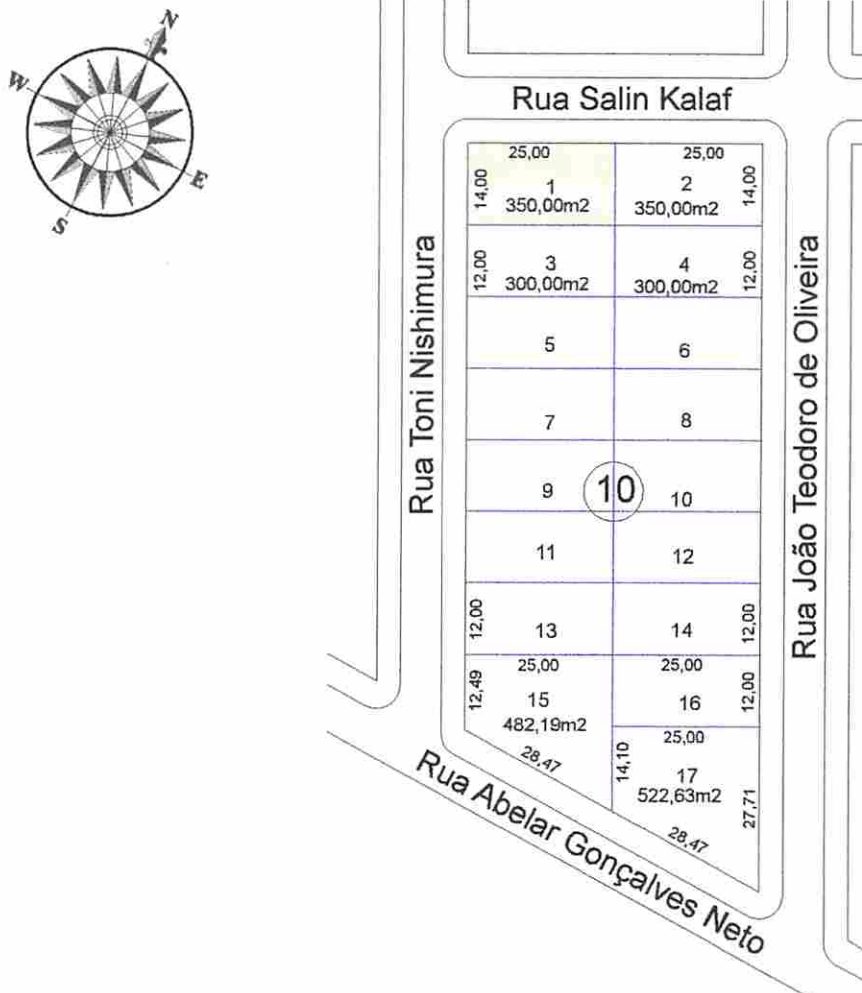 N
W
E
S
Rua Salin Kalaf
Rua Toni Nishimura
Rua João Teodoro de Oliveira
Rua Abelar Gonçalves Neto
10
25,00
14,00
1
350,00m2
25,00
2
350,00m2
14,00
12,00
3
300,00m2
4
300,00m2
12,00
5
6
7
8
9
10
11
12
12,00
13
14
12,00
25,00
12,49
15
482,19m2
28,47
25,00
16
12,00
25,00
14,10
17
522,63m2
27,71
28,47